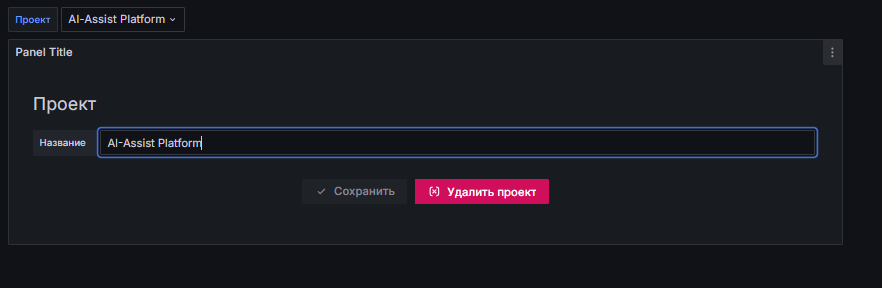 Проект AI-Assist Platform
Panel Title
Проект
Название AI-Assist Platform
Сохранить Удалить проект